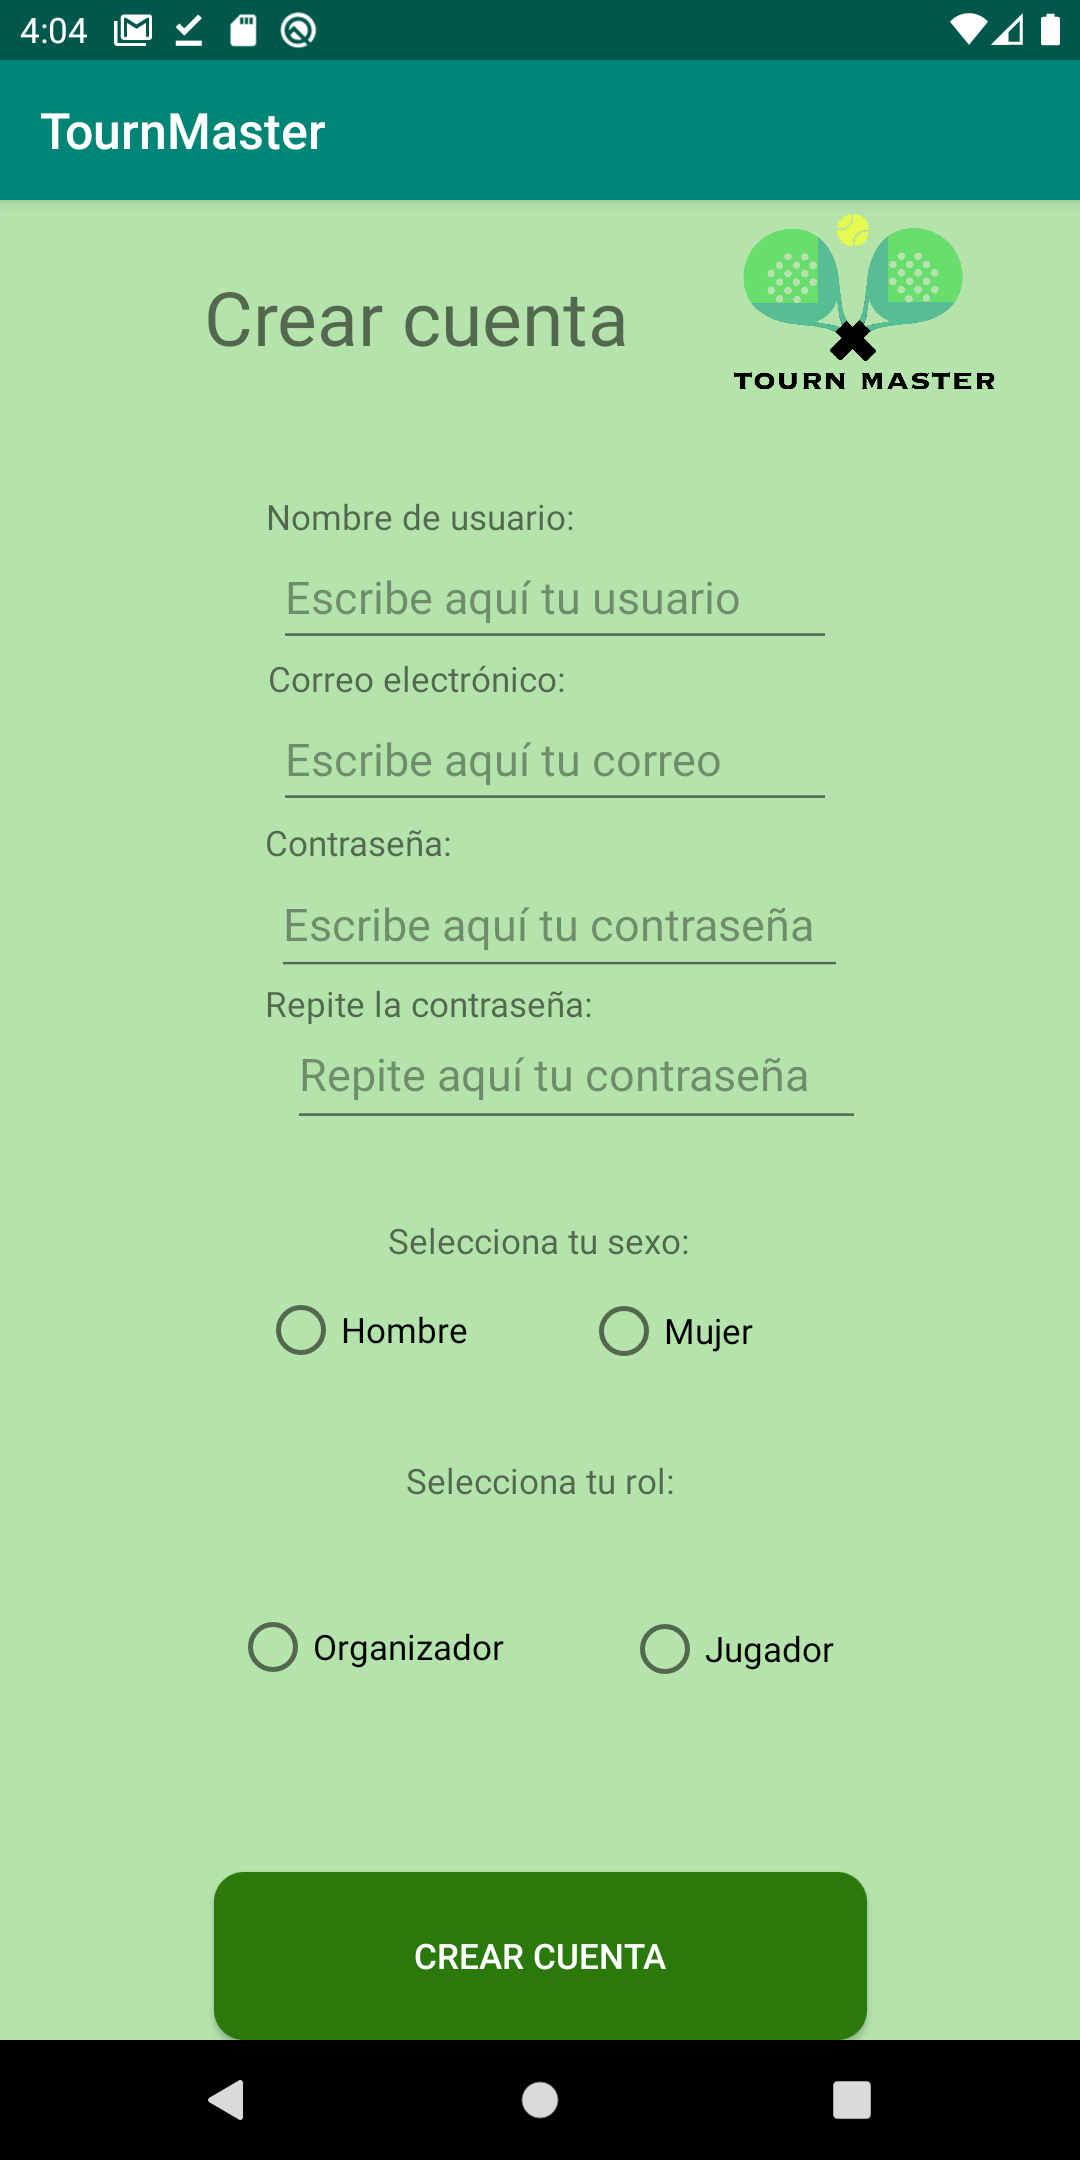 4:04
TournMaster
Crear cuenta
TOURN MASTER
Nombre de usuario:
Escribe aquí tu usuario
Correo electrónico:
Escribe aquí tu correo
Contraseña:
Escribe aquí tu contraseña
Repite la contraseña:
Repite aquí tu contraseña
Selecciona tu sexo:
Hombre Mujer
Selecciona tu rol:
Organizador Jugador
CREAR CUENTA